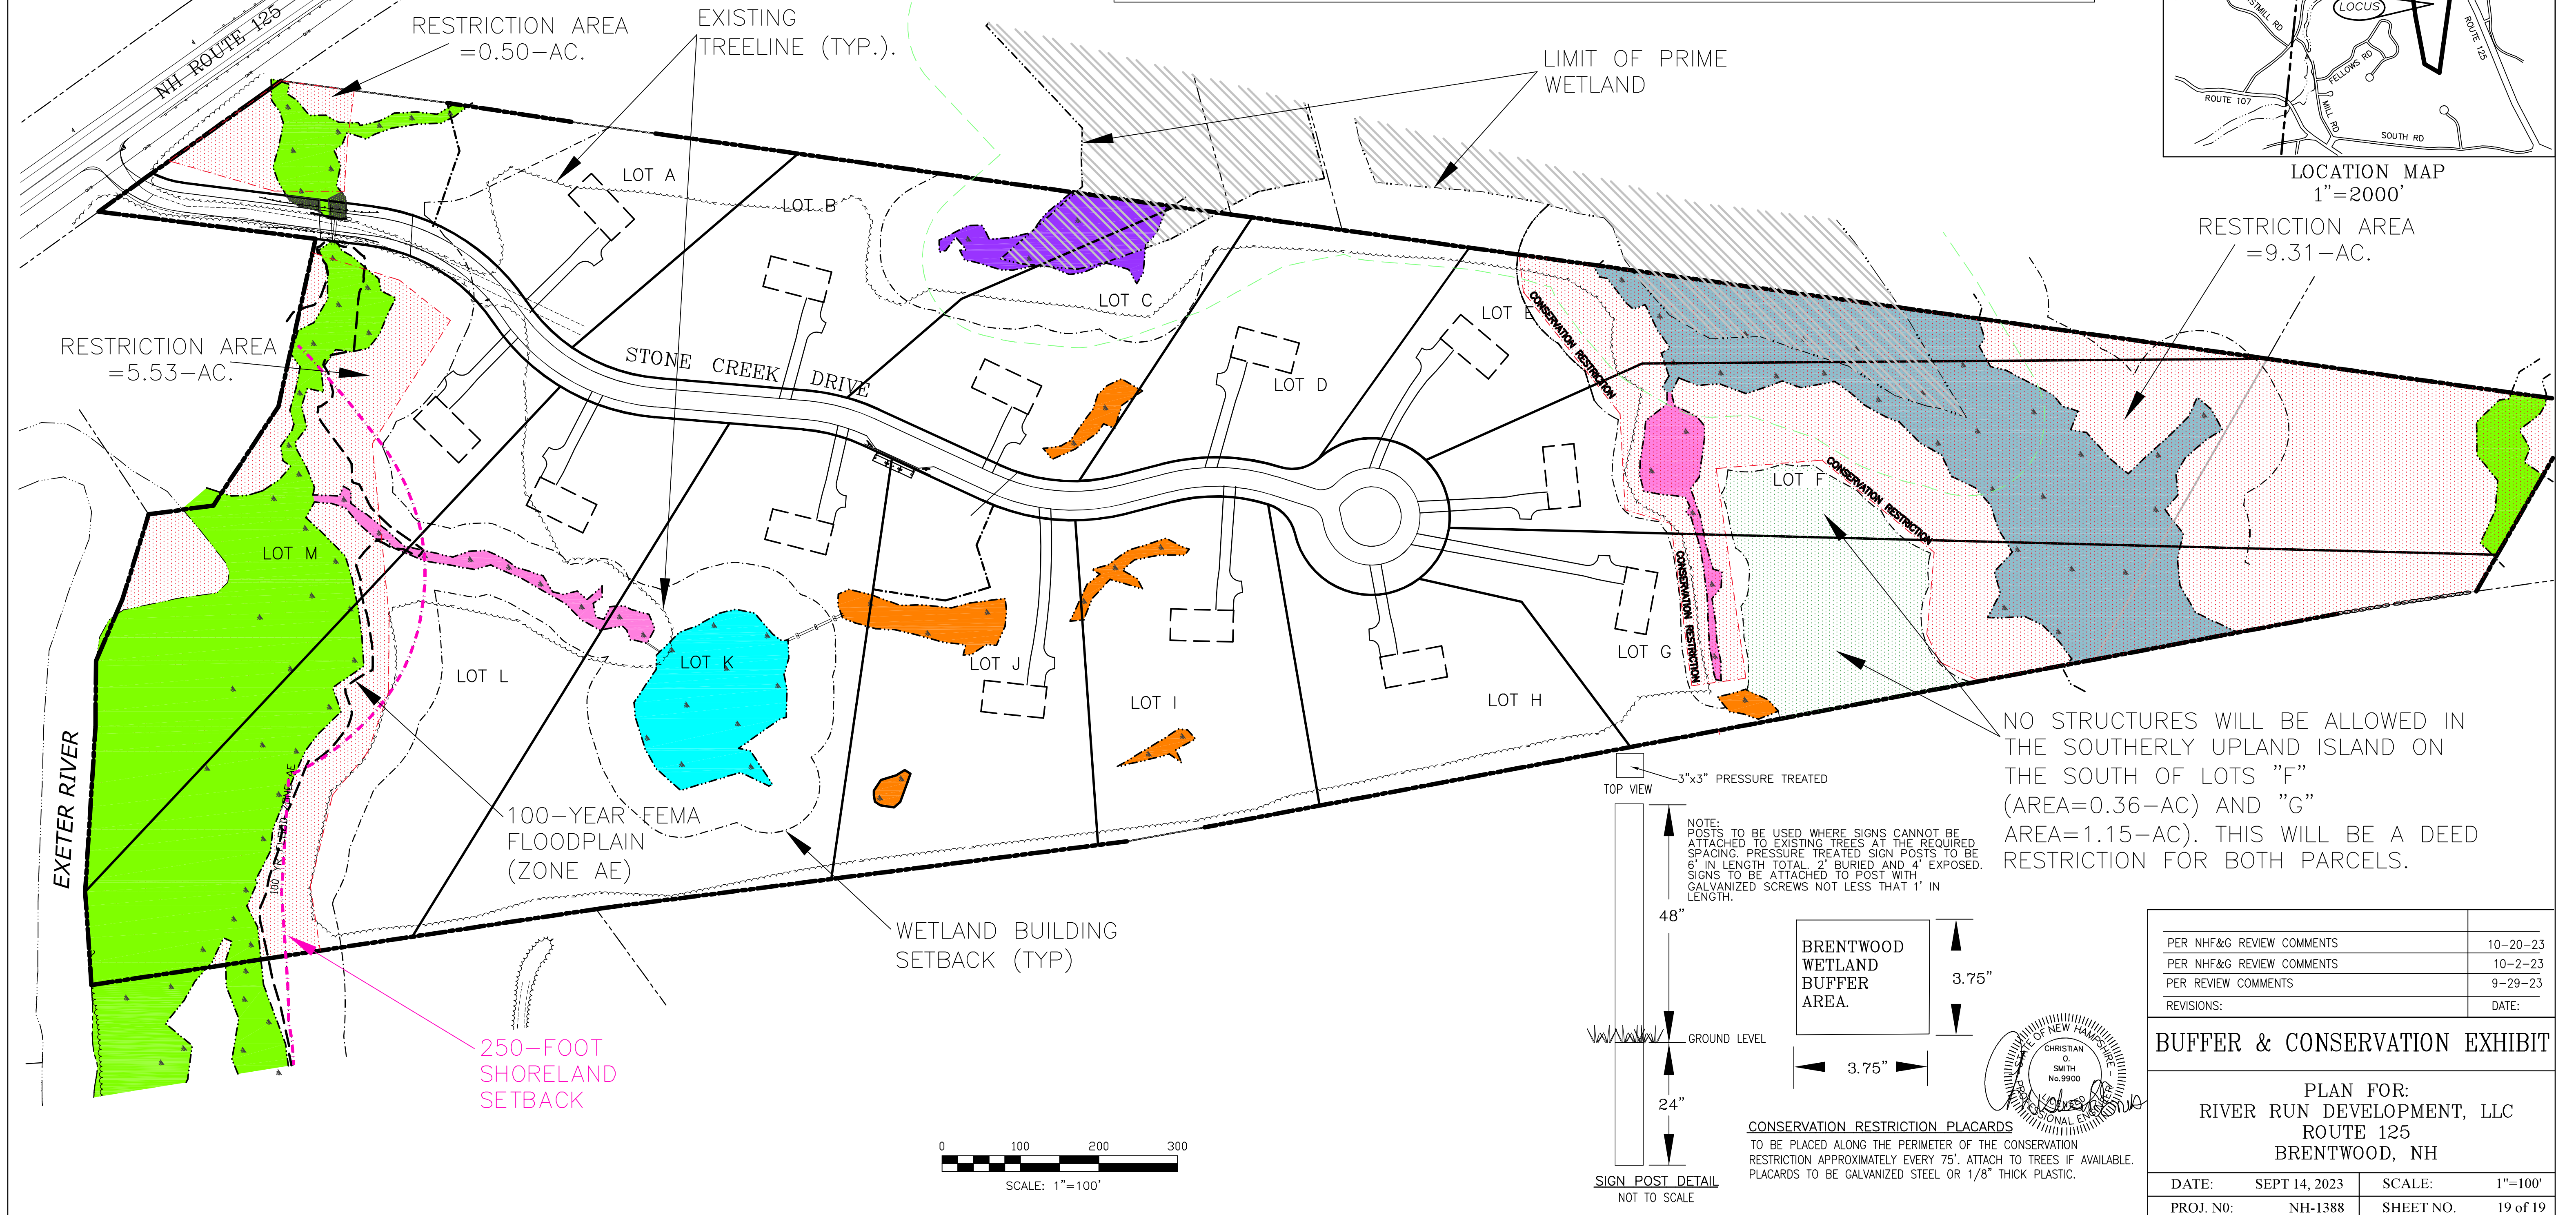 NH ROUTE 125
RESTRICTION AREA
=0.50-AC.
EXISTING
TREELINE (TYP.).
LIMIT OF PRIME
WETLAND
LOCUS
FELLOWS RD
ROUTE 125
MILL RD
ROUTE 107
SOUTH RD
LOCATION MAP
1"=2000'
RESTRICTION AREA
=9.31-AC.
LOT A
LOT B
LOT C
LOT E
LOT D
CONSERVATION RESTRICTION
RESTRICTION AREA
=5.53-AC.
STONE CREEK DRIVE
LOT F
CONSERVATION RESTRICTION
CONSERVATION RESTRICTION
LOT M
LOT L
LOT K
LOT J
LOT I
LOT H
LOT G
EXETER RIVER
100-YEAR FEMA
FLOODPLAIN
(ZONE AE)
WETLAND BUILDING
SETBACK (TYP)
250-FOOT
SHORELAND
SETBACK
NO STRUCTURES WILL BE ALLOWED IN
THE SOUTHERLY UPLAND ISLAND ON
THE SOUTH OF LOTS "F"
(AREA=0.36-AC) AND "G"
AREA=1.15-AC). THIS WILL BE A DEED
RESTRICTION FOR BOTH PARCELS.
3"x3" PRESSURE TREATED
TOP VIEW
NOTE:
POSTS TO BE USED WHERE SIGNS CANNOT BE
ATTACHED TO EXISTING TREES AT THE REQUIRED
SPACING. PRESSURE TREATED SIGN POSTS TO BE
6' IN LENGTH TOTAL. 2' BURIED AND 4' EXPOSED.
SIGNS TO BE ATTACHED TO POST WITH
GALVANIZED SCREWS NOT LESS THAT 1' IN
LENGTH.
48"
GROUND LEVEL
24"
SIGN POST DETAIL
NOT TO SCALE
BRENTWOOD
WETLAND
BUFFER
AREA.
3.75"
3.75"
CONSERVATION RESTRICTION PLACARDS
TO BE PLACED ALONG THE PERIMETER OF THE CONSERVATION
RESTRICTION APPROXIMATELY EVERY 75'. ATTACH TO TREES IF AVAILABLE.
PLACARDS TO BE GALVANIZED STEEL OR 1/8" THICK PLASTIC.
0 100 200 300
SCALE: 1"=100'
STATE OF NEW HAMPSHIRE
CHRISTIAN
O.
SMITH
No.9900
LICENSED
PROFESSIONAL ENGINEER
PER NHF&G REVIEW COMMENTS 10-20-23
PER NHF&G REVIEW COMMENTS 10-2-23
PER REVIEW COMMENTS 9-29-23
REVISIONS: DATE:
BUFFER & CONSERVATION EXHIBIT
PLAN FOR:
RIVER RUN DEVELOPMENT, LLC
ROUTE 125
BRENTWOOD, NH
DATE: SEPT 14, 2023 SCALE: 1"=100'
PROJ. N0: NH-1388 SHEET NO. 19 of 19